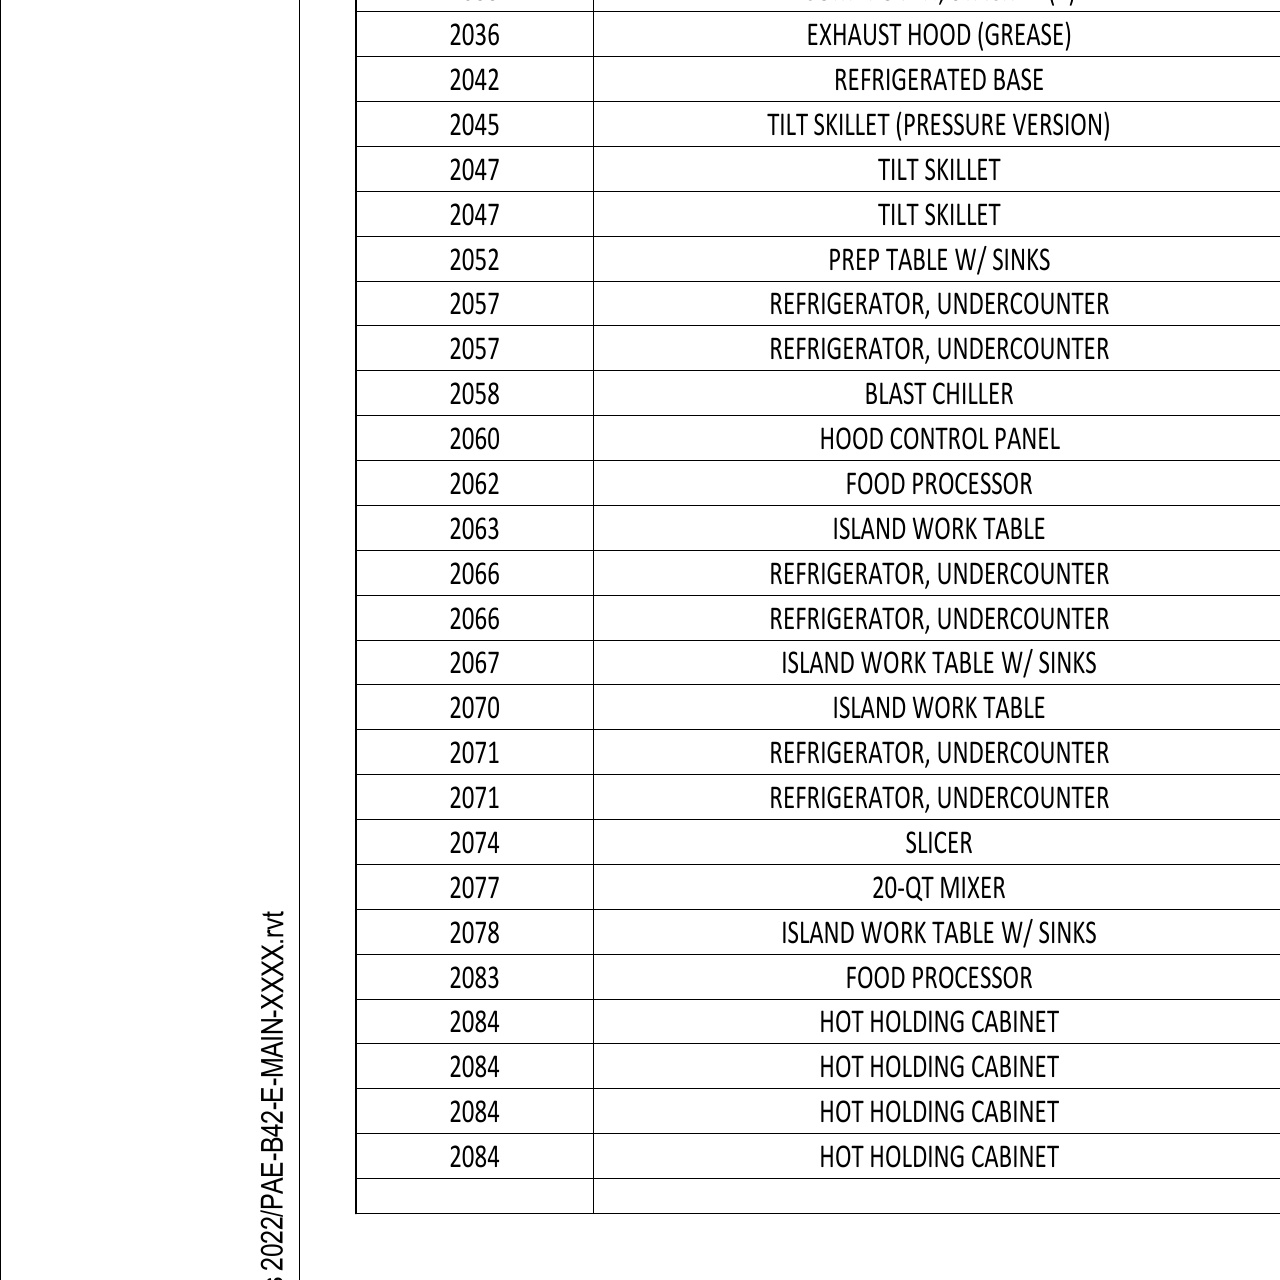 2036 EXHAUST HOOD (GREASE)
2042 REFRIGERATED BASE
2045 TILT SKILLET (PRESSURE VERSION)
2047 TILT SKILLET
2047 TILT SKILLET
2052 PREP TABLE W/ SINKS
2057 REFRIGERATOR, UNDERCOUNTER
2057 REFRIGERATOR, UNDERCOUNTER
2058 BLAST CHILLER
2060 HOOD CONTROL PANEL
2062 FOOD PROCESSOR
2063 ISLAND WORK TABLE
2066 REFRIGERATOR, UNDERCOUNTER
2066 REFRIGERATOR, UNDERCOUNTER
2067 ISLAND WORK TABLE W/ SINKS
2070 ISLAND WORK TABLE
2071 REFRIGERATOR, UNDERCOUNTER
2071 REFRIGERATOR, UNDERCOUNTER
2074 SLICER
2077 20-QT MIXER
2078 ISLAND WORK TABLE W/ SINKS
2083 FOOD PROCESSOR
2084 HOT HOLDING CABINET
2084 HOT HOLDING CABINET
2084 HOT HOLDING CABINET
2084 HOT HOLDING CABINET
2022/PAE-B42-E-MAIN-XXXX.rvt